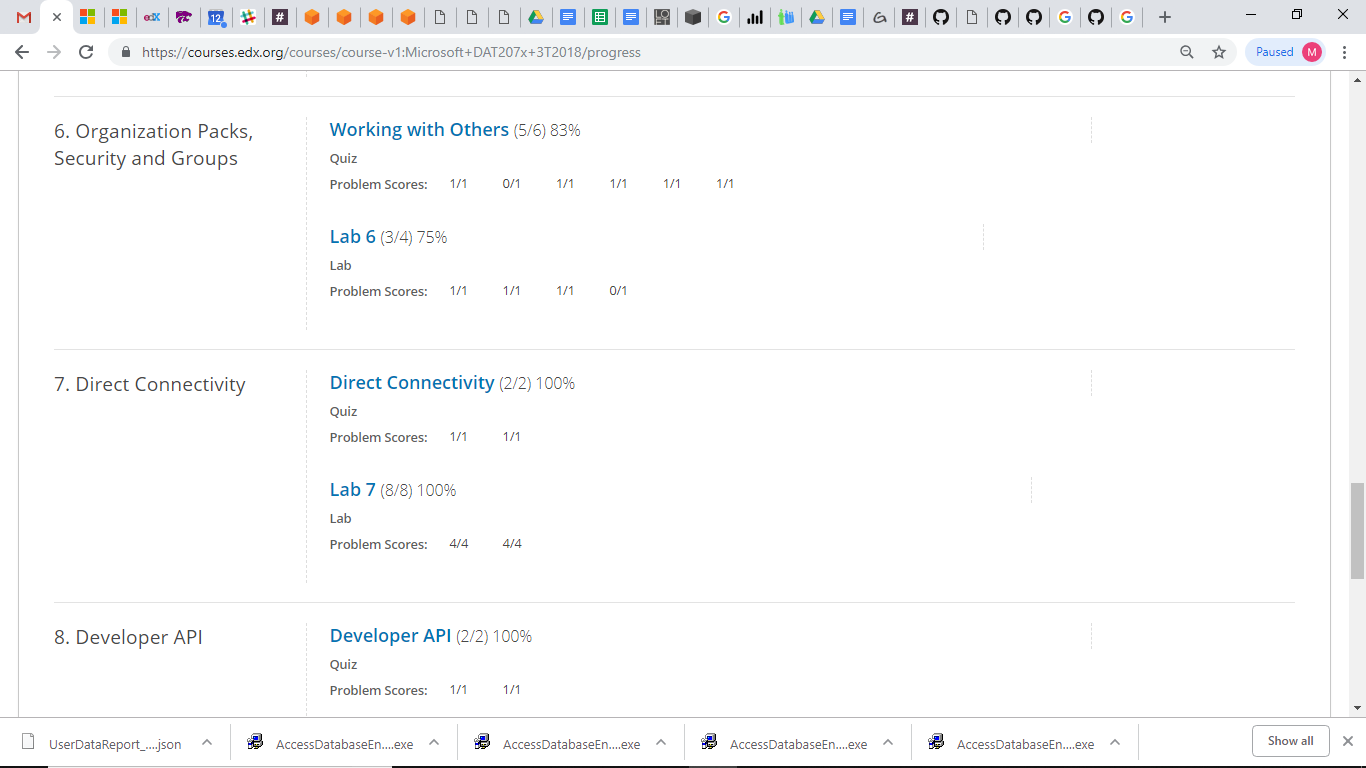 https://courses.edx.org/courses/course-v1:Microsoft+DAT207x+3T2018/progress
Paused M
6. Organization Packs, Security and Groups
Working with Others (5/6) 83%
Quiz
Problem Scores: 1/1 0/1 1/1 1/1 1/1 1/1
Lab 6 (3/4) 75%
Lab
Problem Scores: 1/1 1/1 1/1 0/1
7. Direct Connectivity
Direct Connectivity (2/2) 100%
Quiz
Problem Scores: 1/1 1/1
Lab 7 (8/8) 100%
Lab
Problem Scores: 4/4 4/4
8. Developer API
Developer API (2/2) 100%
Quiz
Problem Scores: 1/1 1/1
UserDataReport_....json AccessDatabaseEn....exe AccessDatabaseEn....exe AccessDatabaseEn....exe AccessDatabaseEn....exe Show all